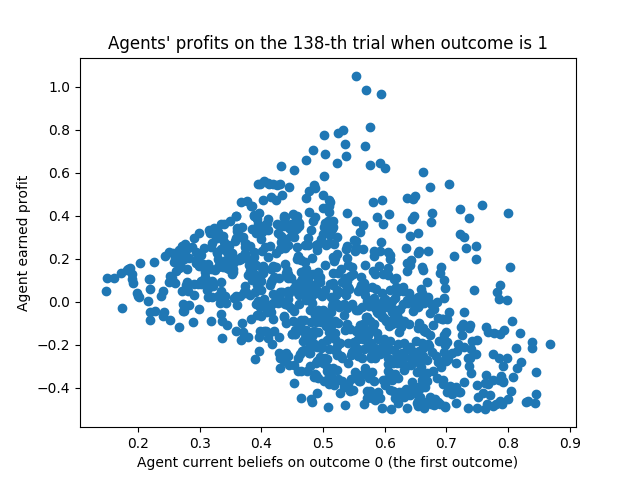 Agents' profits on the 138-th trial when outcome is 1
1.0
0.8
0.6
0.4
0.2
0.0
−0.2
−0.4
Agent earned profit
0.2 0.3 0.4 0.5 0.6 0.7 0.8 0.9
Agent current beliefs on outcome 0 (the first outcome)